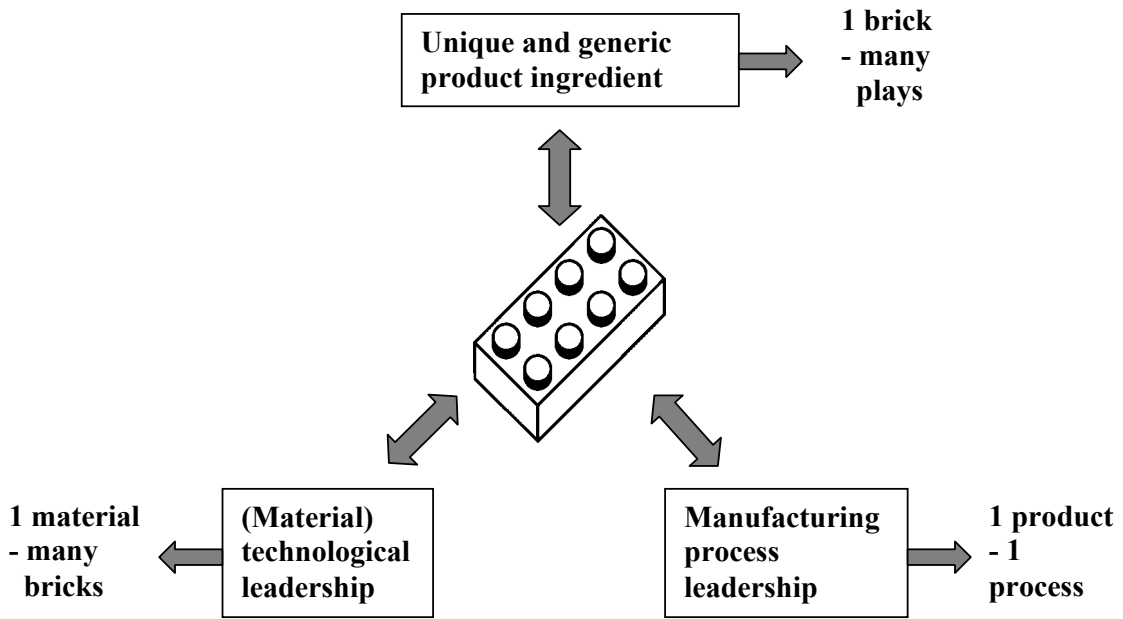 Unique and generic
product ingredient
1 brick
- many
plays
1 material
- many
bricks
(Material)
technological
leadership
Manufacturing
process
leadership
1 product
- 1
process